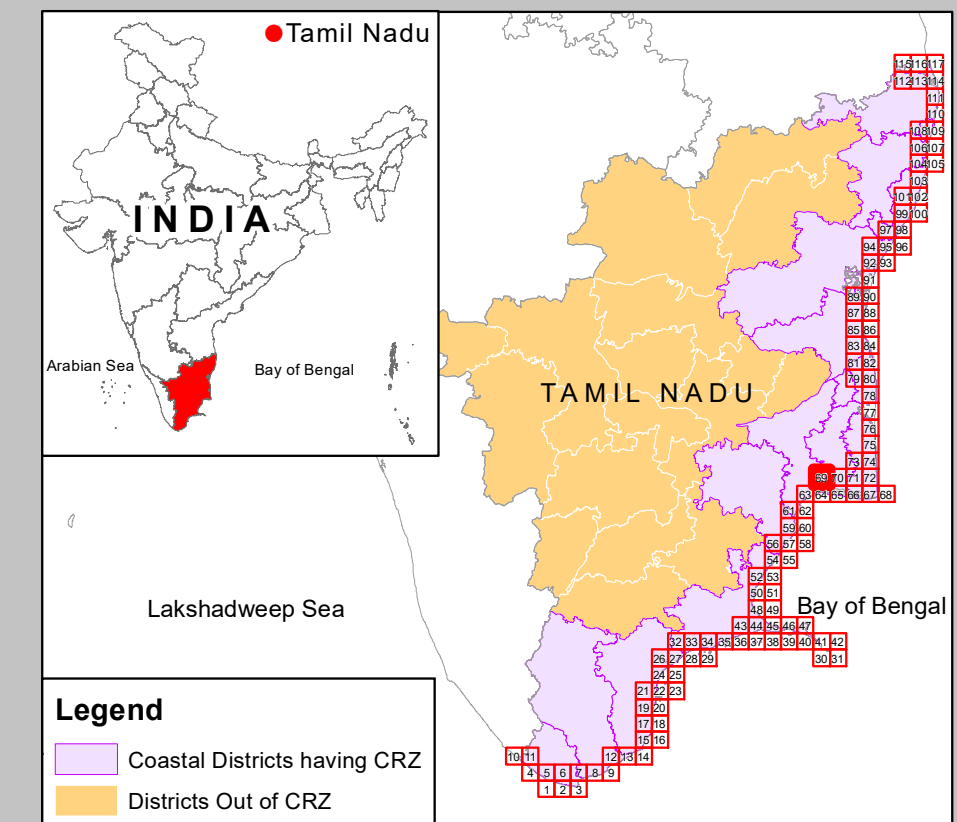 Tamil Nadu
INDIA
Arabian Sea
Bay of Bengal
TAMIL NADU
Lakshadweep Sea
Bay of Bengal
Legend
Coastal Districts having CRZ
Districts Out of CRZ
115 116 117
112 113 114
111
110
108 109
106 107
104 105
103
101 102
99 100
97 98
94 95 96
92 93
91
89 90
87 88
85 86
83 84
81 82
79 80
78
77
76
75
73 74
69 70 71 72
63 64 65 66 67 68
61 62
59 60
56 57 58
54 55
52 53
50 51
48 49
43 44 45 46 47
32 33 34 35 36 37 38 39 40 41 42
26 27 28 29 30 31
24 25
21 22 23
19 20
17 18
15 16
10 11 12 13 14
4 5 6 7 8 9
1 2 3